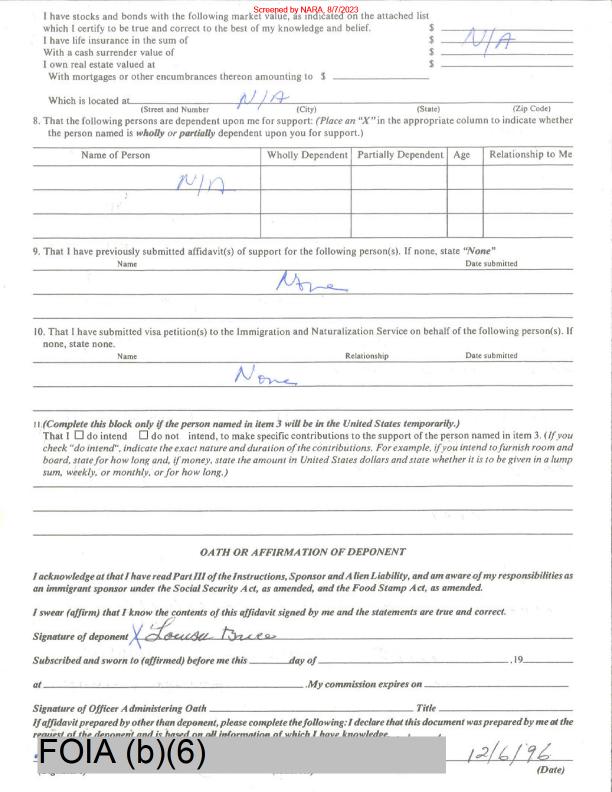 Screened by NARA, 8/7/2023
I have stocks and bonds with the following market value, as indicated on the attached list
which I certify to be true and correct to the best of my knowledge and belief. $
I have life insurance in the sum of $ N/A
With a cash surrender value of $
I own real estate valued at $
With mortgages or other encumbrances thereon amounting to $
Which is located at N/A
(Street and Number) (City) (State) (Zip Code)
8. That the following persons are dependent upon me for support: (Place an "X" in the appropriate column to indicate whether
the person named is wholly or partially dependent upon you for support.)
Name of Person Wholly Dependent Partially Dependent Age Relationship to Me
N/A
9. That I have previously submitted affidavit(s) of support for the following person(s). If none, state "None"
Name Date submitted
None
10. That I have submitted visa petition(s) to the Immigration and Naturalization Service on behalf of the following person(s). If
none, state none.
Name Relationship Date submitted
None
11.(Complete this block only if the person named in item 3 will be in the United States temporarily.)
That I ☐ do intend ☐ do not intend, to make specific contributions to the support of the person named in item 3. (If you
check "do intend", indicate the exact nature and duration of the contributions. For example, if you intend to furnish room and
board, state for how long and, if money, state the amount in United States dollars and state whether it is to be given in a lump
sum, weekly, or monthly, or for how long.)
OATH OR AFFIRMATION OF DEPONENT
I acknowledge at that I have read Part III of the Instructions, Sponsor and Alien Liability, and am aware of my responsibilities as
an immigrant sponsor under the Social Security Act, as amended, and the Food Stamp Act, as amended.
I swear (affirm) that I know the contents of this affidavit signed by me and the statements are true and correct.
Signature of deponent X Louisa
Subscribed and sworn to (affirmed) before me this day of ,19
at .My commission expires on
Signature of Officer Administering Oath Title
If affidavit prepared by other than deponent, please complete the following: I declare that this document was prepared by me at the
request of the deponent and is based on all information of which I have knowledge.
FOIA (b)(6) 12/6/96
(Date)